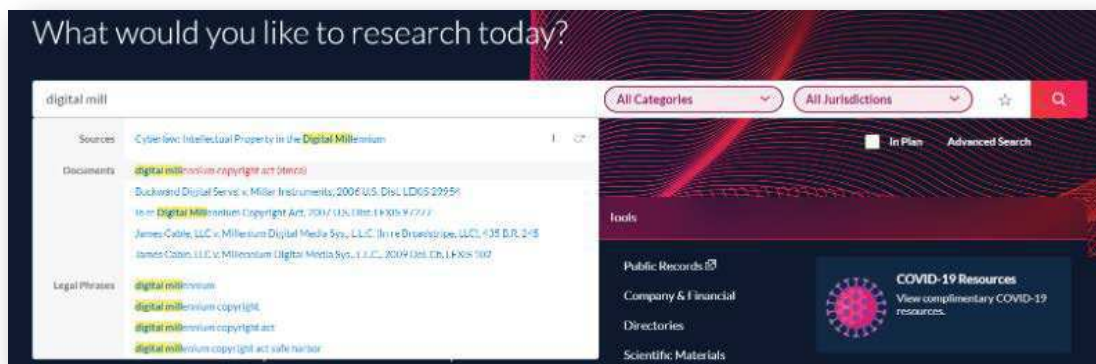 What would you like to research today?
digital mill
All Categories
All Jurisdictions
Sources
Cyberlaw: Intellectual Property in the Digital Millennium
In Plan
Advanced Search
Documents
digital millennium copyright act (dmca)
Buckward Digital Servs. v. Miller Instruments, 2006 U.S. Dist. LEXIS 29954
In re Digital Millennium Copyright Act, 2007 U.S. Dist. LEXIS 97277
James Cable, LLC v. Millennium Digital Media Sys., L.L.C. (In re Broadstripe, LLC), 435 B.R. 245
James Cable, LLC v. Millennium Digital Media Sys., L.L.C., 2009 Del. Ch. LEXIS 102
Legal Phrases
digital millennium
digital millennium copyright
digital millennium copyright act
digital millenium copyright act safe harbor
Tools
Public Records
Company & Financial
Directories
Scientific Materials
COVID-19 Resources
View complimentary COVID-19
resources.